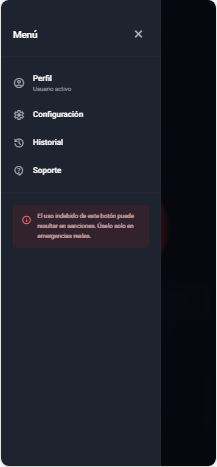 Menú
Perfil
Usuario activo
Configuración
Historial
Soporte
El uso indebido de este botón puede
resultar en sanciones. Úselo solo en
emergencias reales.